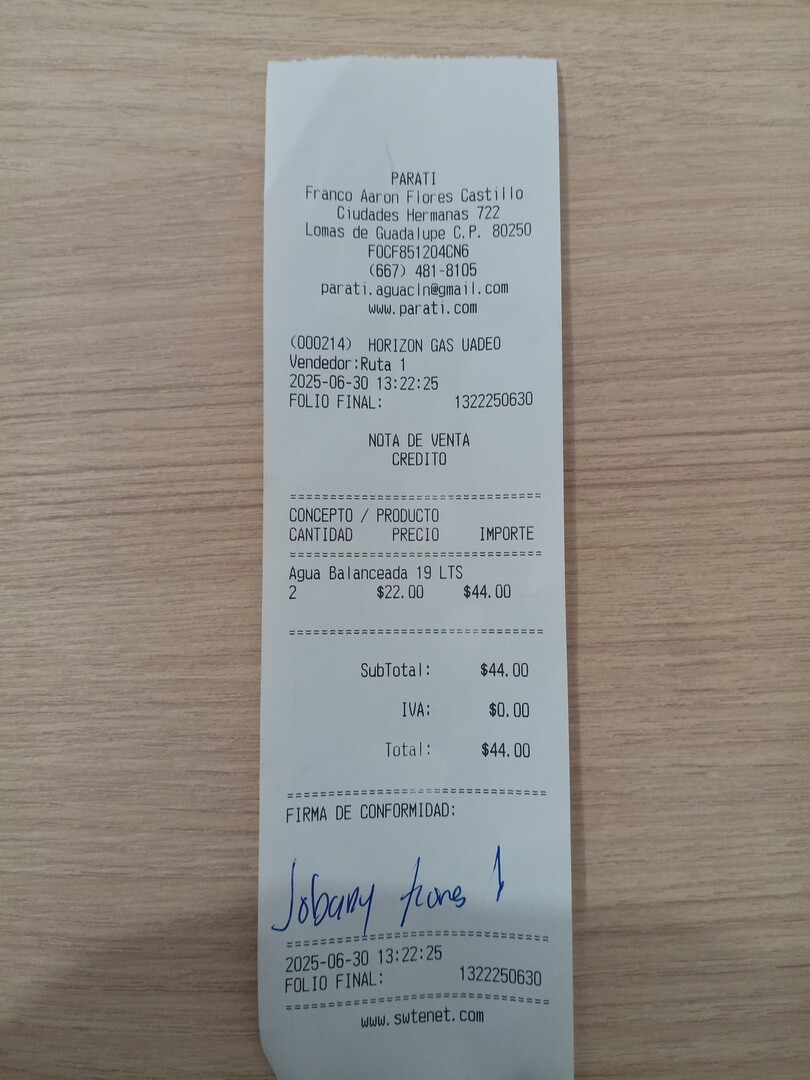 PARATI
Franco Aaron Flores Castillo
Ciudades Hermanas 722
Lomas de Guadalupe C.P. 80250
FOCF851204CN6
(667) 481-8105
parati.aguacln@gmail.com
www.parati.com
(000214) HORIZON GAS UADEO
Vendedor:Ruta 1
2025-06-30 13:22:25
FOLIO FINAL: 1322250630
NOTA DE VENTA
CREDITO
==========================================
CONCEPTO / PRODUCTO
CANTIDAD PRECIO IMPORTE
==========================================
Agua Balanceada 19 LTS
2 $22.00 $44.00
==========================================
SubTotal: $44.00
IVA: $0.00
Total: $44.00
==========================================
FIRMA DE CONFORMIDAD:
Jobany
==========================================
2025-06-30 13:22:25
FOLIO FINAL: 1322250630
==========================================
www.swtenet.com